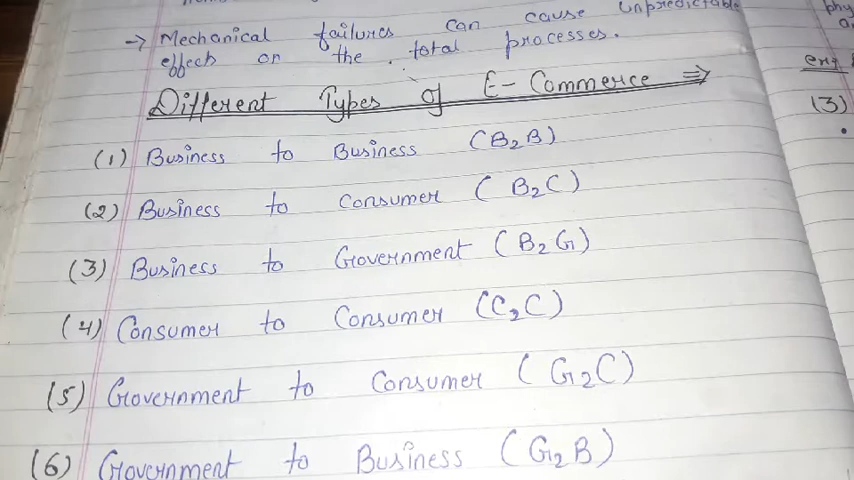 → Mechanical failures can cause unpredictable
effects on the total processes.
Different Types of E-Commerce ⇒
(1) Business to Business (B2B)
(2) Business to Consumer (B2C)
(3) Business to Government (B2G)
(4) Consumer to Consumer (C2C)
(5) Government to Consumer (G2C)
(6) Government to Business (G2B)
phy
(3)